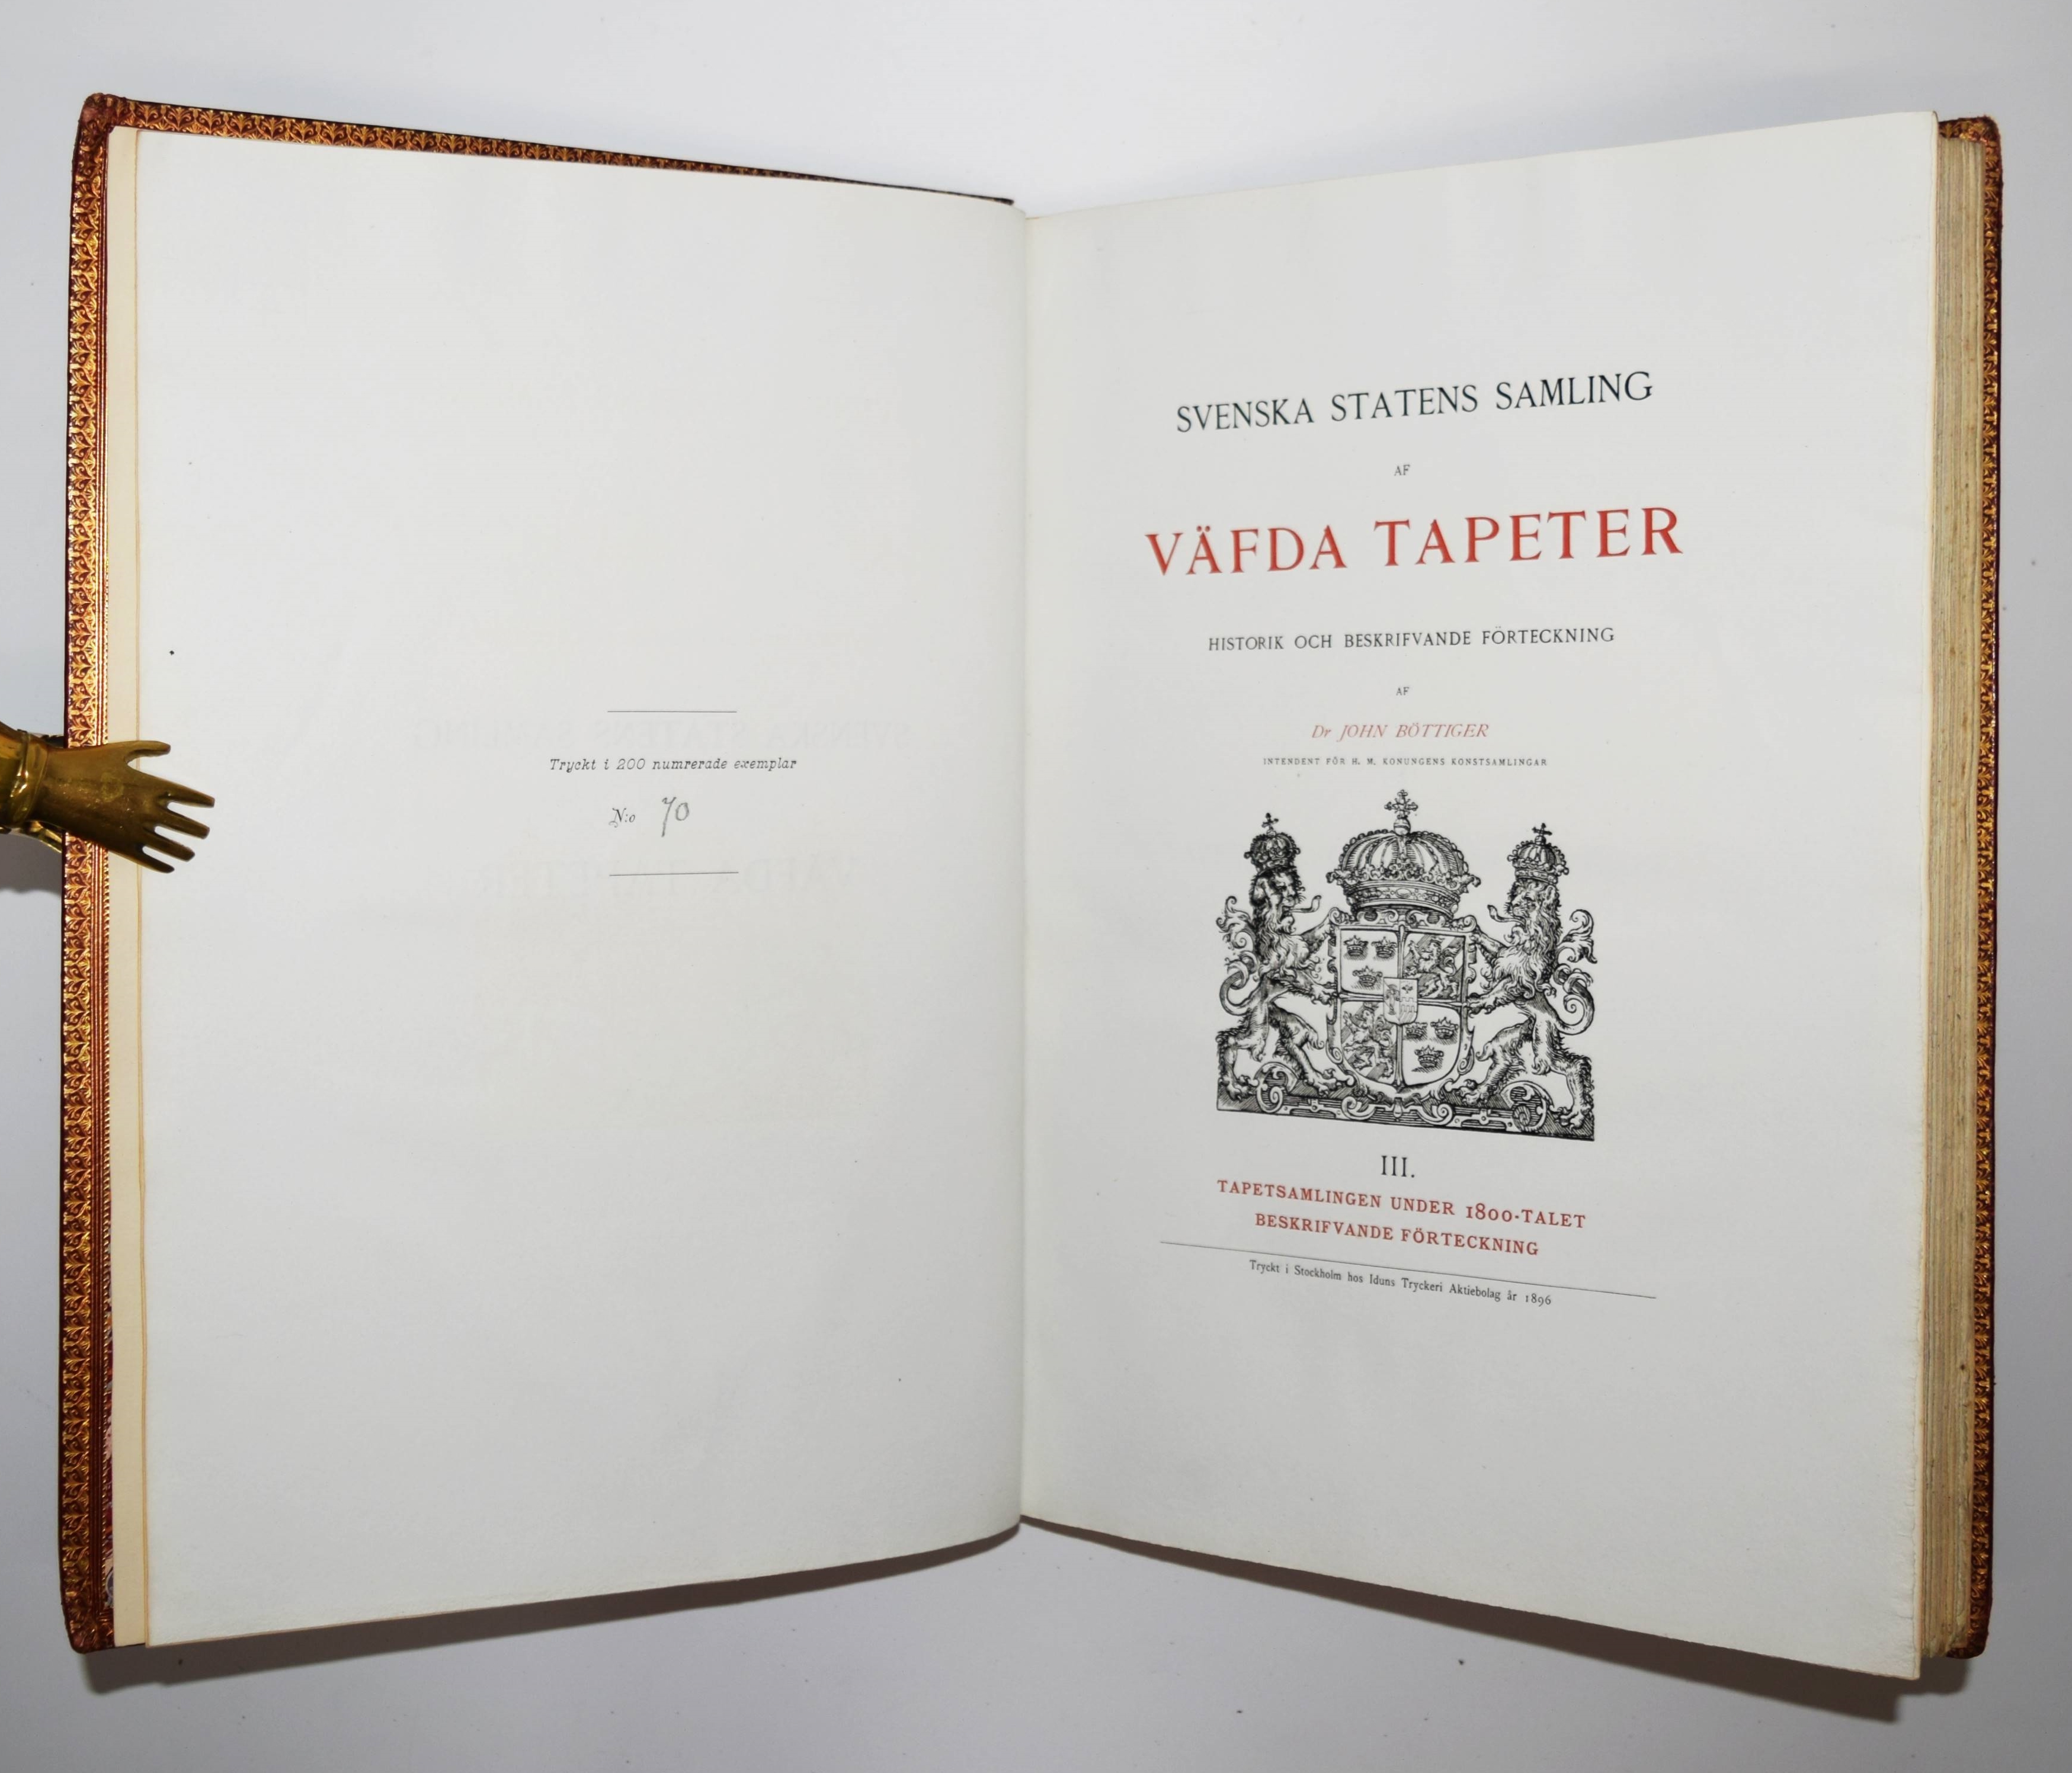 Tryckt i 200 numrerade exemplar
N:o 70
SVENSKA STATENS SAMLING
AF
VÄFDA TAPETER
HISTORIK OCH BESKRIFVANDE FÖRTECKNING
AF
Dr JOHN BÖTTIGER
INTENDENT FÖR H. M. KONUNGENS KONSTSAMLINGAR
III.
TAPETSAMLINGEN UNDER 1800-TALET
BESKRIFVANDE FÖRTECKNING
Tryckt i Stockholm hos Iduns Tryckeri Aktiebolag år 1896